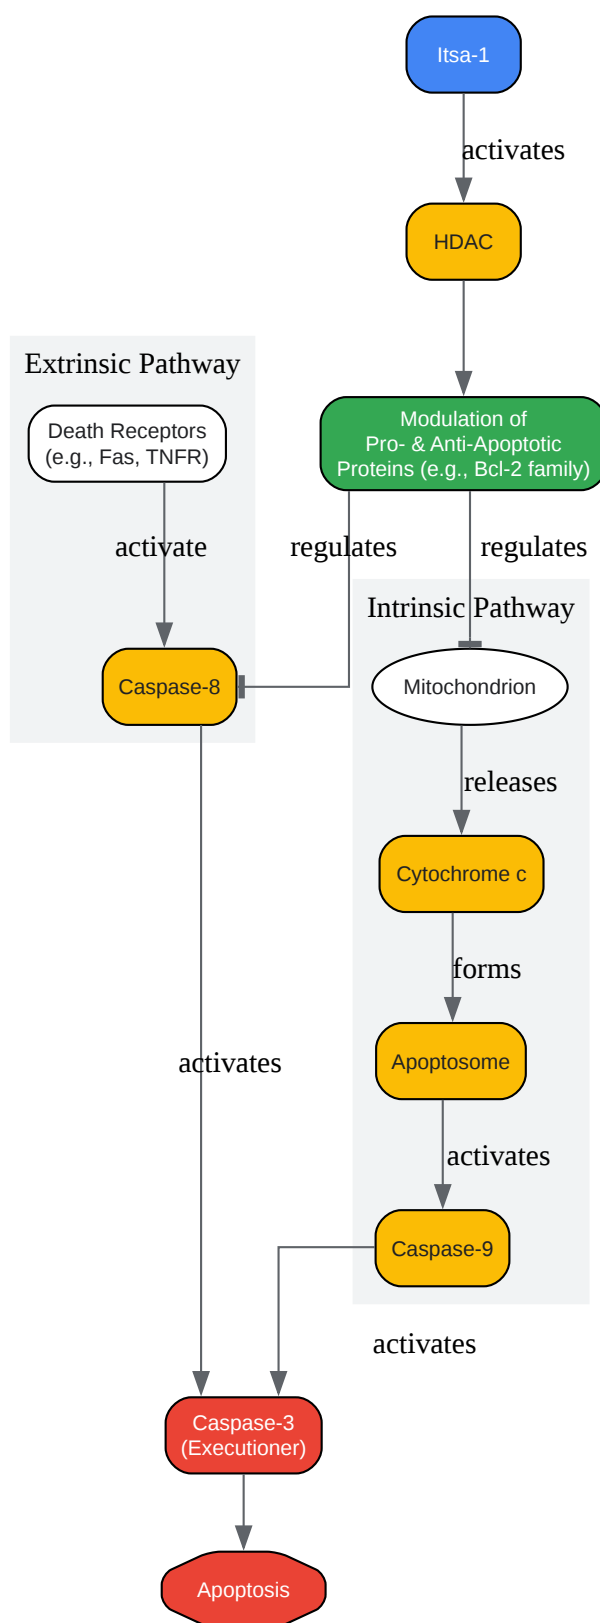 Itsa-1
activates
HDAC
Extrinsic Pathway
Death Receptors
(e.g., Fas, TNFR)
Modulation of
Pro- & Anti-Apoptotic
Proteins (e.g., Bcl-2 family)
activate
regulates
regulates
Intrinsic Pathway
Caspase-8
Mitochondrion
releases
Cytochrome c
forms
Apoptosome
activates
activates
Caspase-9
activates
Caspase-3
(Executioner)
Apoptosis